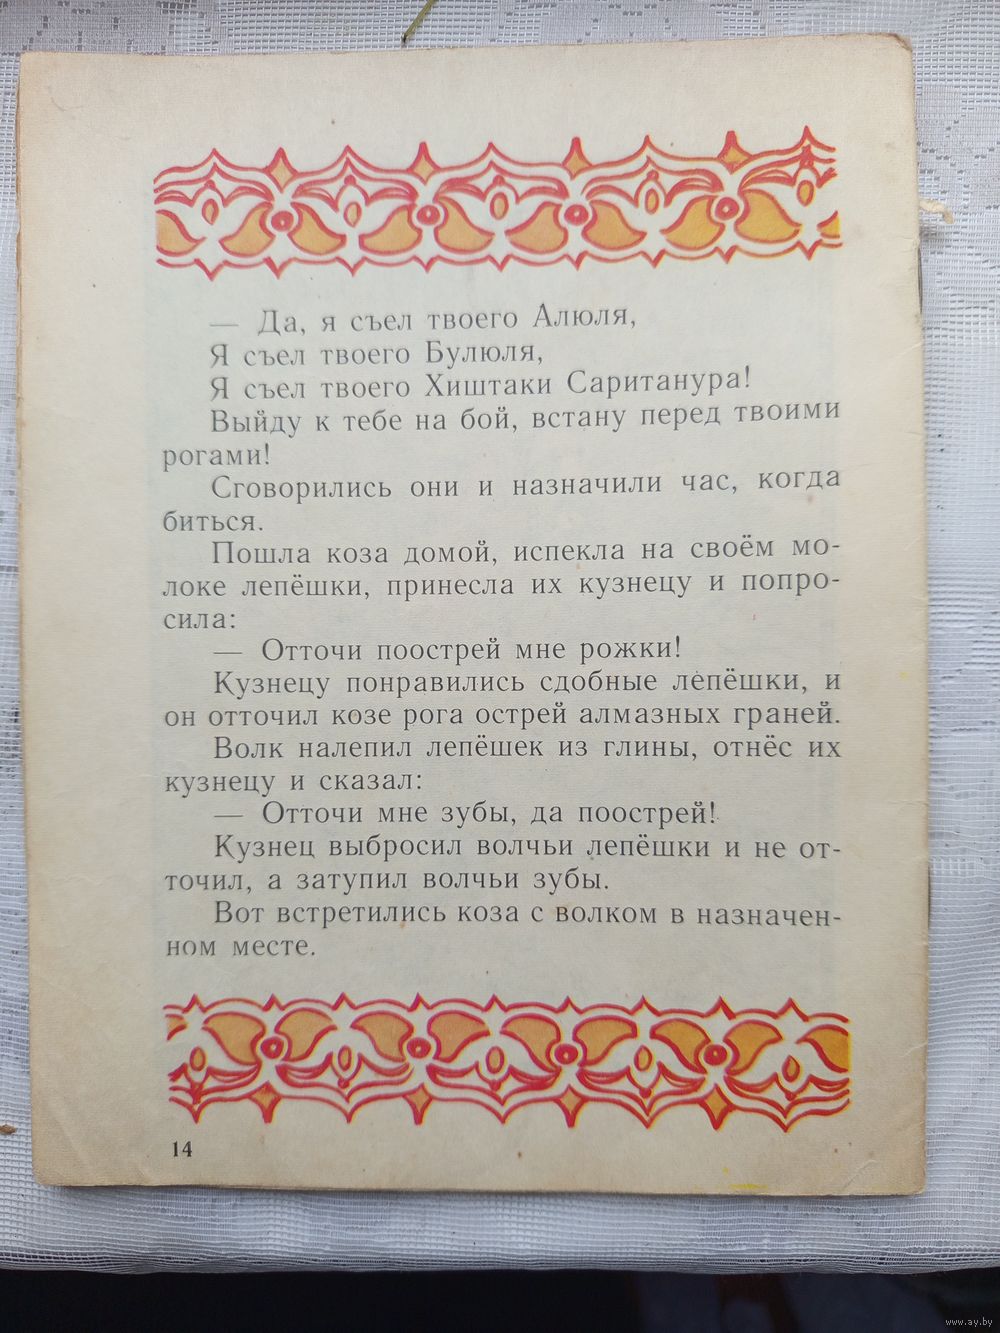 — Да, я съел твоего Алюля,
Я съел твоего Булюля,
Я съел твоего Хиштаки Саританура!
Выйду к тебе на бой, встану перед твоими
рогами!
Сговорились они и назначили час, когда
биться.
Пошла коза домой, испекла на своём мо-
локе лепёшки, принесла их кузнецу и попро-
сила:
— Отточи поострей мне рожки!
Кузнецу понравились сдобные лепёшки, и
он отточил козе рога острей алмазных граней.
Волк налепил лепёшек из глины, отнёс их
кузнецу и сказал:
— Отточи мне зубы, да поострей!
Кузнец выбросил волчьи лепёшки и не от-
точил, а затупил волчьи зубы.
Вот встретились коза с волком в назначен-
ном месте.
14
www.ay.by